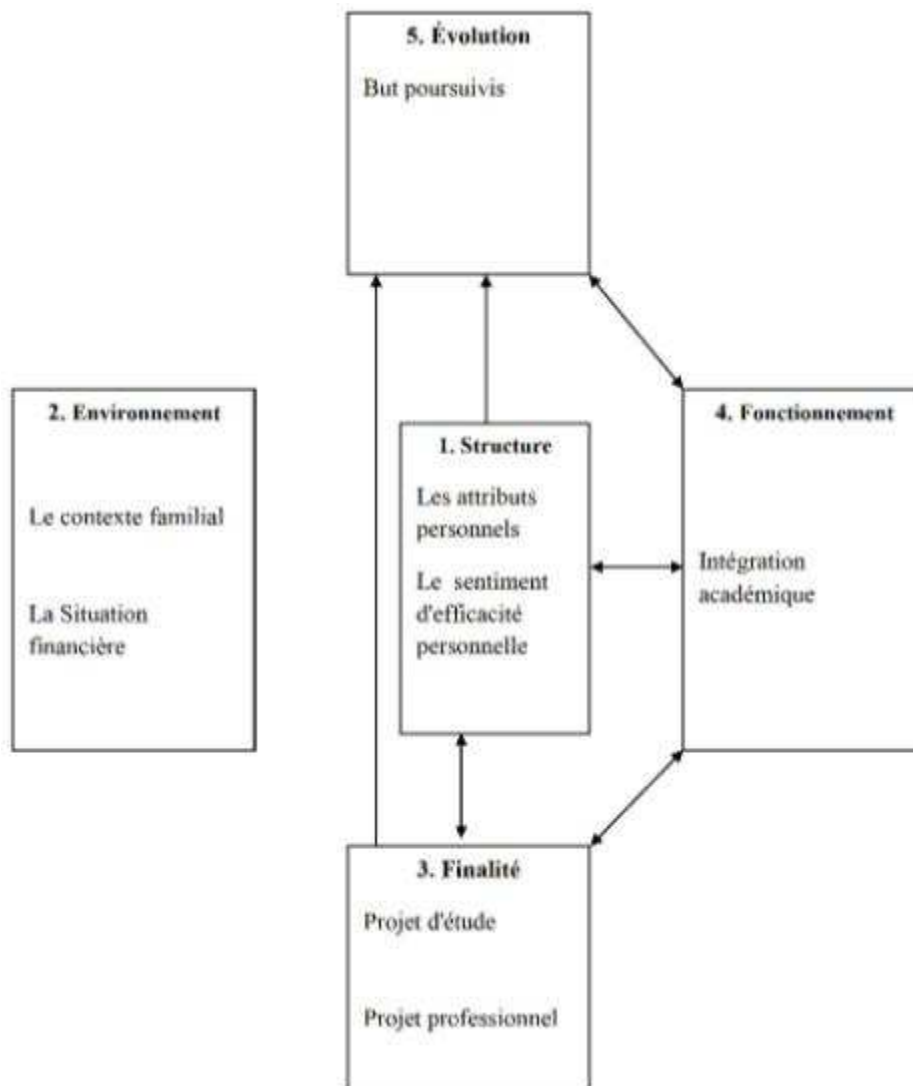 5. Évolution
But poursuivis
2. Environnement
Le contexte familial
La Situation
financière
1. Structure
Les attributs
personnels
Le sentiment
d'efficacité
personnelle
4. Fonctionnement
Intégration
académique
3. Finalité
Projet d'étude
Projet professionnel